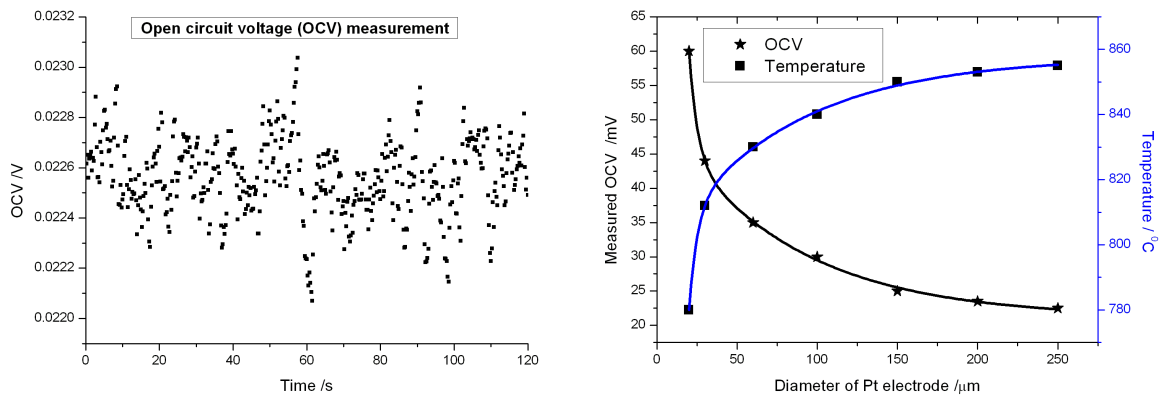 Open circuit voltage (OCV) measurement
0.0232
0.0230
0.0228
0.0226
0.0224
0.0222
0.0220
OCV /V
0 20 40 60 80 100 120
Time /s
OCV
Temperature
65
60
55
50
45
40
35
30
25
20
Measured OCV /mV
860
840
820
800
780
Temperature / ⁰C
0 50 100 150 200 250
Diameter of Pt electrode /μm